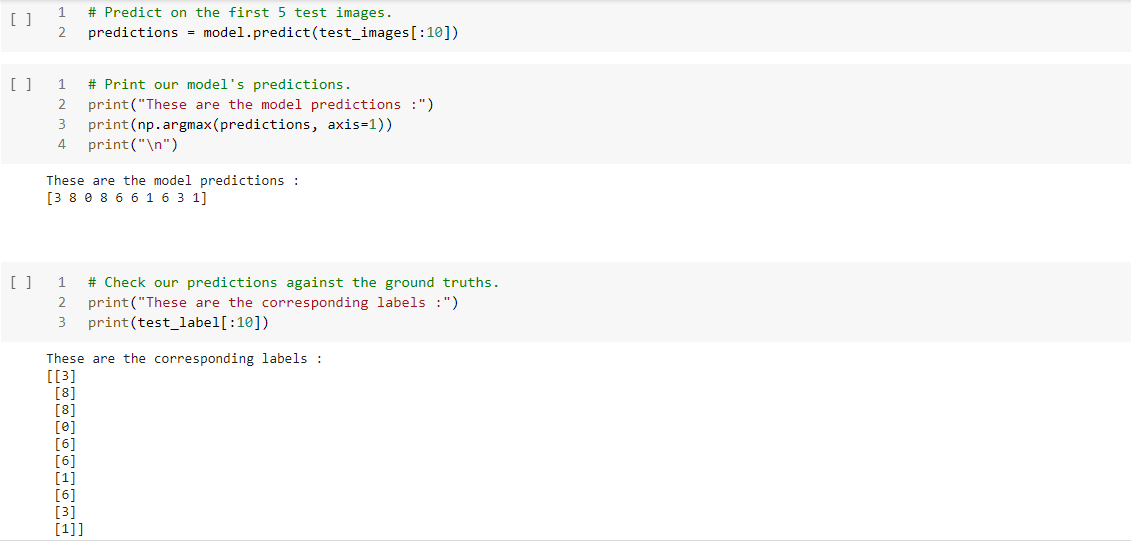 [ ] 1 # Predict on the first 5 test images.
2 predictions = model.predict(test_images[:10])
[ ] 1 # Print our model's predictions.
2 print("These are the model predictions :")
3 print(np.argmax(predictions, axis=1))
4 print("\n")
These are the model predictions :
[3 8 0 8 6 6 1 6 3 1]
[ ] 1 # Check our predictions against the ground truths.
2 print("These are the corresponding labels :")
3 print(test_label[:10])
These are the corresponding labels :
[[3]
[8]
[8]
[0]
[6]
[6]
[1]
[6]
[3]
[1]]